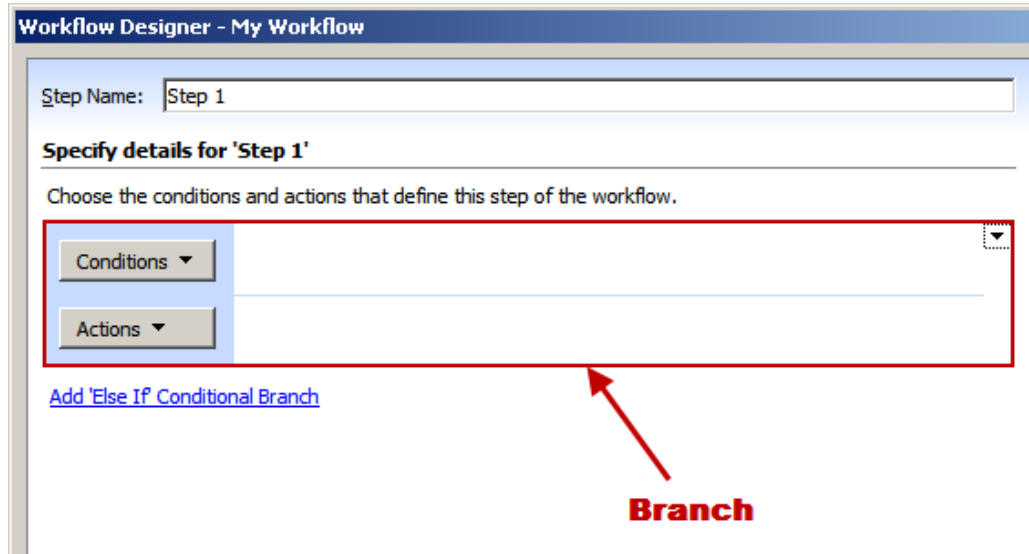 Workflow Designer - My Workflow
Step Name: Step 1
Specify details for 'Step 1'
Choose the conditions and actions that define this step of the workflow.
Conditions
Actions
Add 'Else If' Conditional Branch
Branch